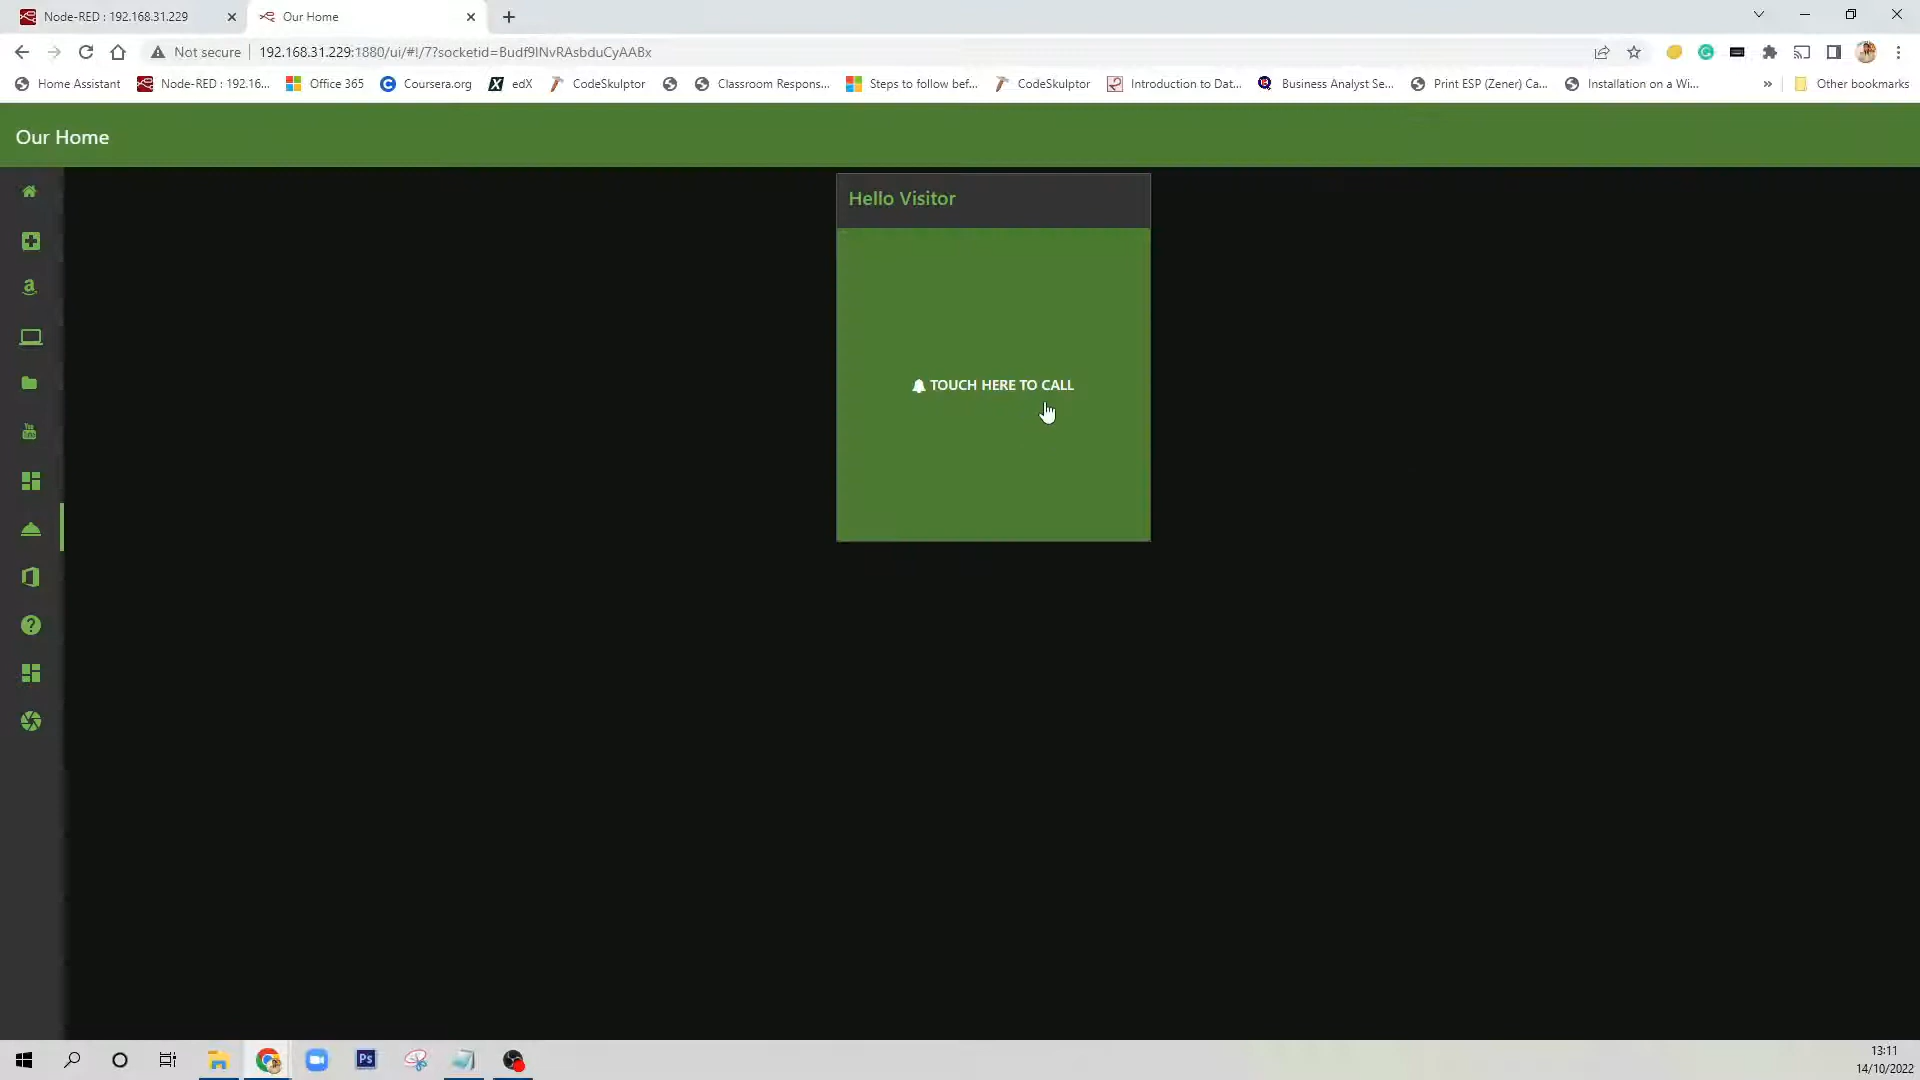 Node-RED : 192.168.31.229
Our Home
Not secure
192.168.31.229:1880/ui/#!/7?socketid=Budf9INvRAsbduCyAABx
Home Assistant
Node-RED : 192.16...
Office 365
Coursera.org
edX
CodeSkulptor
Classroom Respons...
Steps to follow bef...
CodeSkulptor
Introduction to Dat...
Business Analyst Se...
Print ESP (Zener) Ca...
Installation on a Wi...
»
Other bookmarks
Our Home
Hello Visitor
TOUCH HERE TO CALL
Ps
13:11
14/10/2022